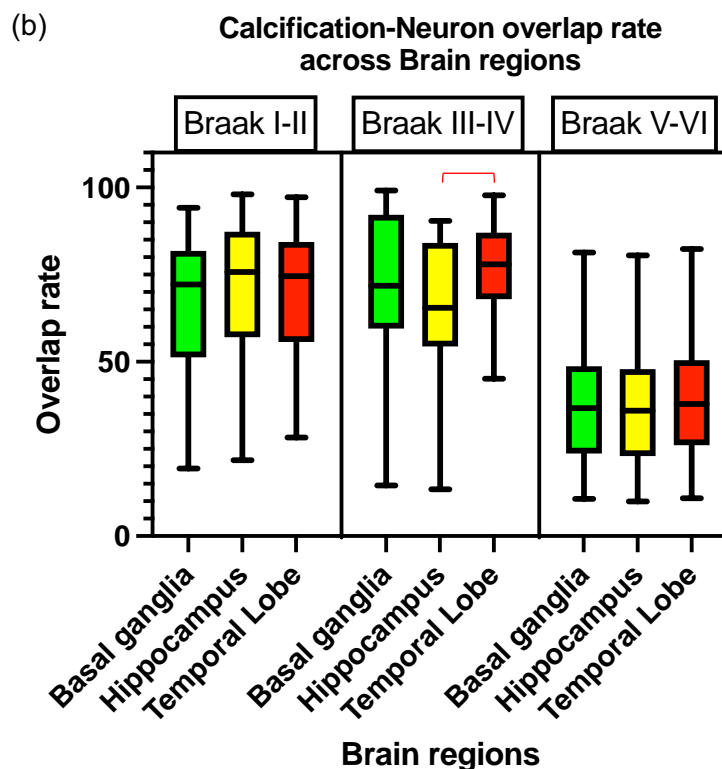 (b)
Calcification-Neuron overlap rate
across Brain regions
Braak I-II
Braak III-IV
Braak V-VI
Overlap rate
100
50
0
Basal ganglia
Hippocampus
Temporal Lobe
Basal ganglia
Hippocampus
Temporal Lobe
Basal ganglia
Hippocampus
Temporal Lobe
Brain regions